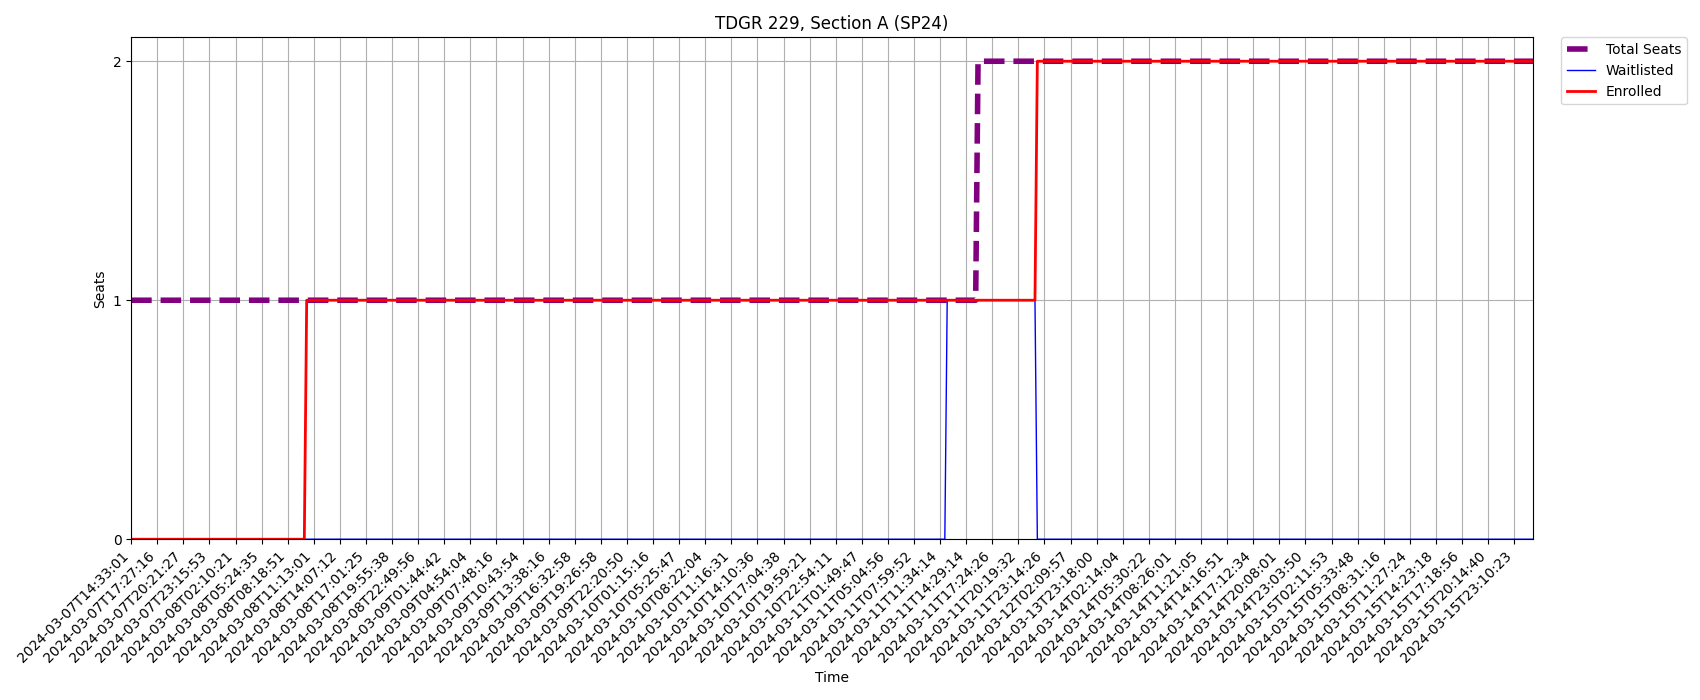 TDGR 229, Section A (SP24)
Total Seats
Waitlisted
Enrolled
Seats
2
1
0
2024-03-07T14:33:01
2024-03-07T17:27:16
2024-03-07T20:21:27
2024-03-07T23:15:53
2024-03-08T02:10:21
2024-03-08T05:24:35
2024-03-08T08:18:51
2024-03-08T11:13:01
2024-03-08T14:07:12
2024-03-08T17:01:25
2024-03-08T19:55:38
2024-03-08T22:49:56
2024-03-09T01:44:42
2024-03-09T04:54:04
2024-03-09T07:48:16
2024-03-09T10:43:54
2024-03-09T13:38:16
2024-03-09T16:32:58
2024-03-09T19:26:58
2024-03-09T22:20:50
2024-03-10T01:15:16
2024-03-10T05:25:47
2024-03-10T08:22:04
2024-03-10T11:16:31
2024-03-10T14:10:36
2024-03-10T17:04:38
2024-03-10T19:59:21
2024-03-10T22:54:11
2024-03-11T01:49:47
2024-03-11T05:04:56
2024-03-11T07:59:52
2024-03-11T11:34:14
2024-03-11T14:29:14
2024-03-11T17:24:26
2024-03-11T20:19:32
2024-03-11T23:14:26
2024-03-12T02:09:57
2024-03-13T23:18:00
2024-03-14T02:14:04
2024-03-14T05:30:22
2024-03-14T08:26:01
2024-03-14T11:21:05
2024-03-14T14:16:51
2024-03-14T17:12:34
2024-03-14T20:08:01
2024-03-14T23:03:50
2024-03-15T02:11:53
2024-03-15T05:33:48
2024-03-15T08:31:16
2024-03-15T11:27:24
2024-03-15T14:23:18
2024-03-15T17:18:56
2024-03-15T20:14:40
2024-03-15T23:10:23
Time